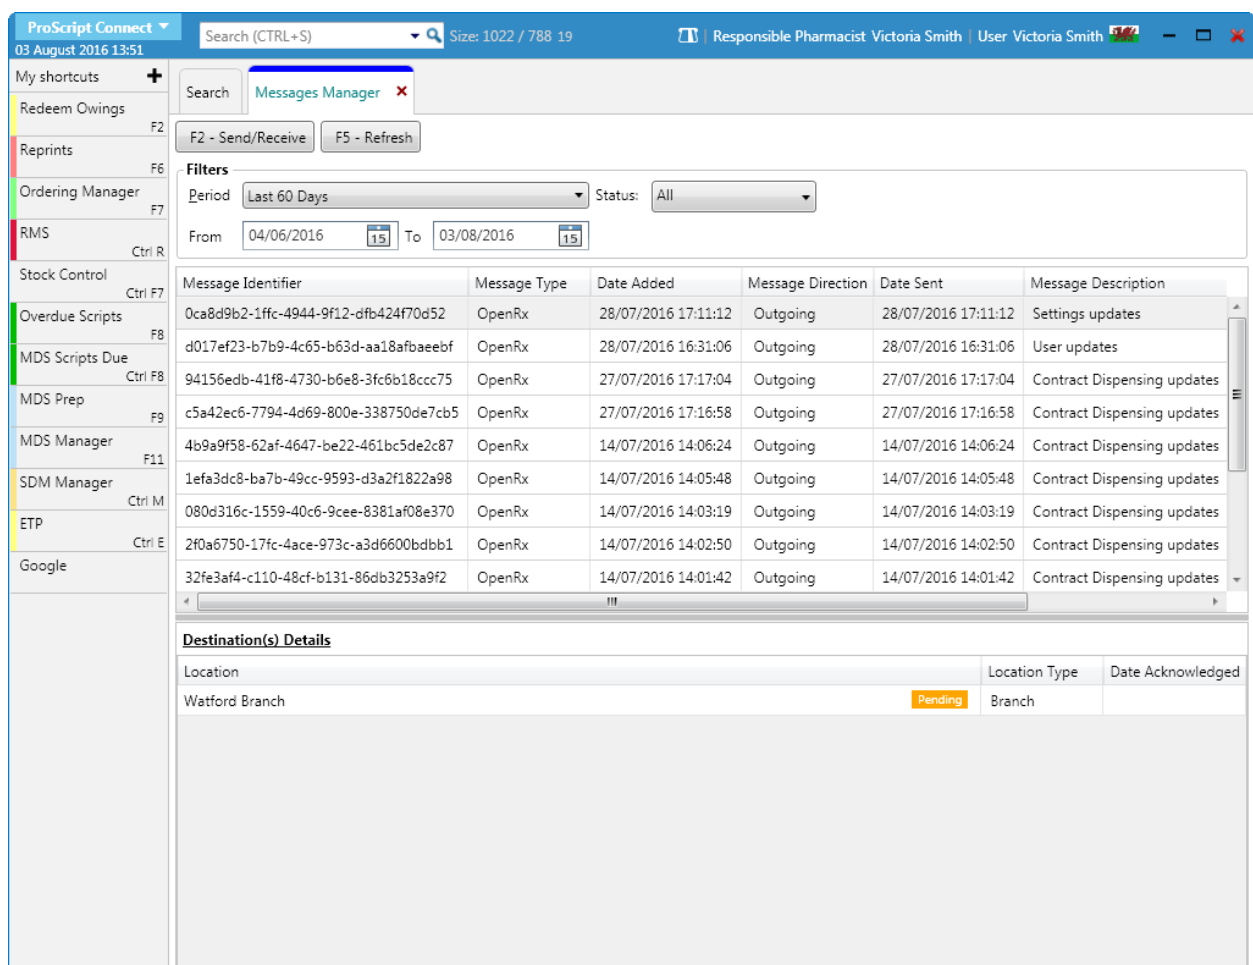 ProScript Connect
03 August 2016 13:51
Search (CTRL+S)
Size: 1022 / 788 19
Responsible Pharmacist Victoria Smith | User Victoria Smith
My shortcuts
Redeem Owings
F2
Reprints
F6
Ordering Manager
F7
RMS
Ctrl R
Stock Control
Ctrl F7
Overdue Scripts
F8
MDS Scripts Due
Ctrl F8
MDS Prep
F9
MDS Manager
F11
SDM Manager
Ctrl M
ETP
Ctrl E
Google
Search Messages Manager
F2 - Send/Receive F5 - Refresh
Filters
Period Last 60 Days Status: All
From 04/06/2016 15 To 03/08/2016 15
Message Identifier Message Type Date Added Message Direction Date Sent Message Description
0ca8d9b2-1ffc-4944-9f12-dfb424f70d52 OpenRx 28/07/2016 17:11:12 Outgoing 28/07/2016 17:11:12 Settings updates
d017ef23-b7b9-4c65-b63d-aa18afbaeebf OpenRx 28/07/2016 16:31:06 Outgoing 28/07/2016 16:31:06 User updates
94156edb-41f8-4730-b6e8-3fc6b18ccc75 OpenRx 27/07/2016 17:17:04 Outgoing 27/07/2016 17:17:04 Contract Dispensing updates
c5a42ec6-7794-4d69-800e-338750de7cb5 OpenRx 27/07/2016 17:16:58 Outgoing 27/07/2016 17:16:58 Contract Dispensing updates
4b9a9f58-62af-4647-be22-461bc5de2c87 OpenRx 14/07/2016 14:06:24 Outgoing 14/07/2016 14:06:24 Contract Dispensing updates
1efa3dc8-ba7b-49cc-9593-d3a2f1822a98 OpenRx 14/07/2016 14:05:48 Outgoing 14/07/2016 14:05:48 Contract Dispensing updates
080d316c-1559-40c6-9cee-8381af08e370 OpenRx 14/07/2016 14:03:19 Outgoing 14/07/2016 14:03:19 Contract Dispensing updates
2f0a6750-17fc-4ace-973c-a3d6600bdbb1 OpenRx 14/07/2016 14:02:50 Outgoing 14/07/2016 14:02:50 Contract Dispensing updates
32fe3af4-c110-48cf-b131-86db3253a9f2 OpenRx 14/07/2016 14:01:42 Outgoing 14/07/2016 14:01:42 Contract Dispensing updates
Destination(s) Details
Location Location Type Date Acknowledged
Watford Branch Pending Branch